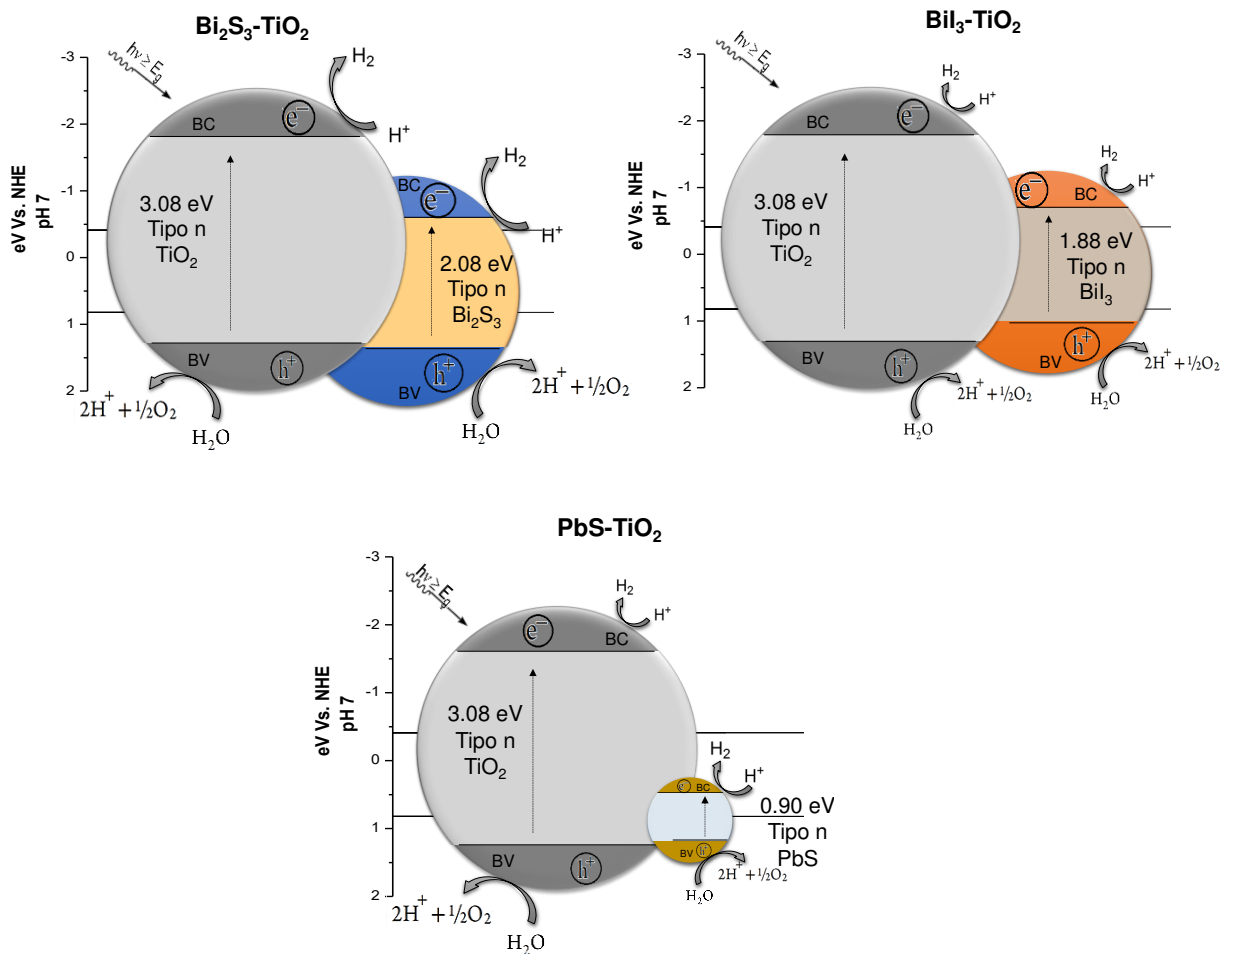 Bi₂S₃-TiO₂
hν ≥ Eg
-3
-2
-1
0
1
2
eV Vs. NHE
pH 7
BC
e⁻
H₂
H⁺
3.08 eV
Tipo n
TiO₂
BC
e⁻
H₂
H⁺
2.08 eV
Tipo n
Bi₂S₃
BV
h⁺
BV
h⁺
2H⁺ + ½O₂
H₂O
2H⁺ + ½O₂
H₂O
BiI₃-TiO₂
hν ≥ Eg
-3
-2
-1
0
1
2
eV Vs. NHE
pH 7
BC
e⁻
H₂
H⁺
3.08 eV
Tipo n
TiO₂
e⁻
BC
H₂
H⁺
1.88 eV
Tipo n
BiI₃
BV
h⁺
BV
h⁺
2H⁺ + ½O₂
H₂O
2H⁺ + ½O₂
H₂O
PbS-TiO₂
hν ≥ Eg
-3
-2
-1
0
1
2
eV Vs. NHE
pH 7
e⁻
BC
H₂
H⁺
3.08 eV
Tipo n
TiO₂
e
BC
H₂
H⁺
0.90 eV
Tipo n
PbS
BV
h⁺
BV
h⁺
2H⁺ + ½O₂
H₂O
2H⁺ + ½O₂
H₂O